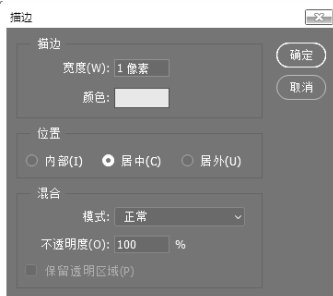 描边
描边
宽度(W): 1 像素
颜色:
确定
取消
位置
内部(I) 居中(C) 居外(U)
混合
模式: 正常
不透明度(O): 100 %
保留透明区域(P)